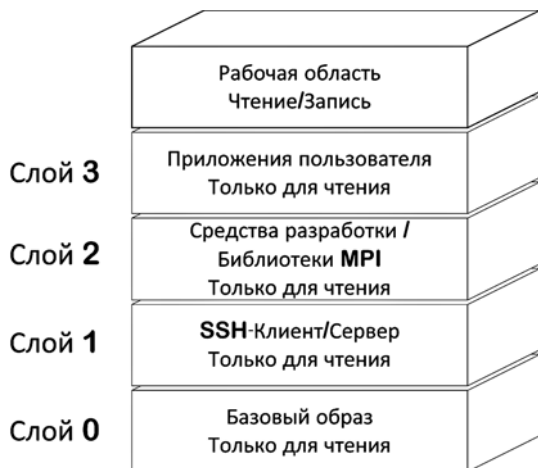 Рабочая область
Чтение/Запись
Слой 3
Приложения пользователя
Только для чтения
Слой 2
Средства разработки /
Библиотеки MPI
Только для чтения
Слой 1
SSH-Клиент/Сервер
Только для чтения
Слой 0
Базовый образ
Только для чтения